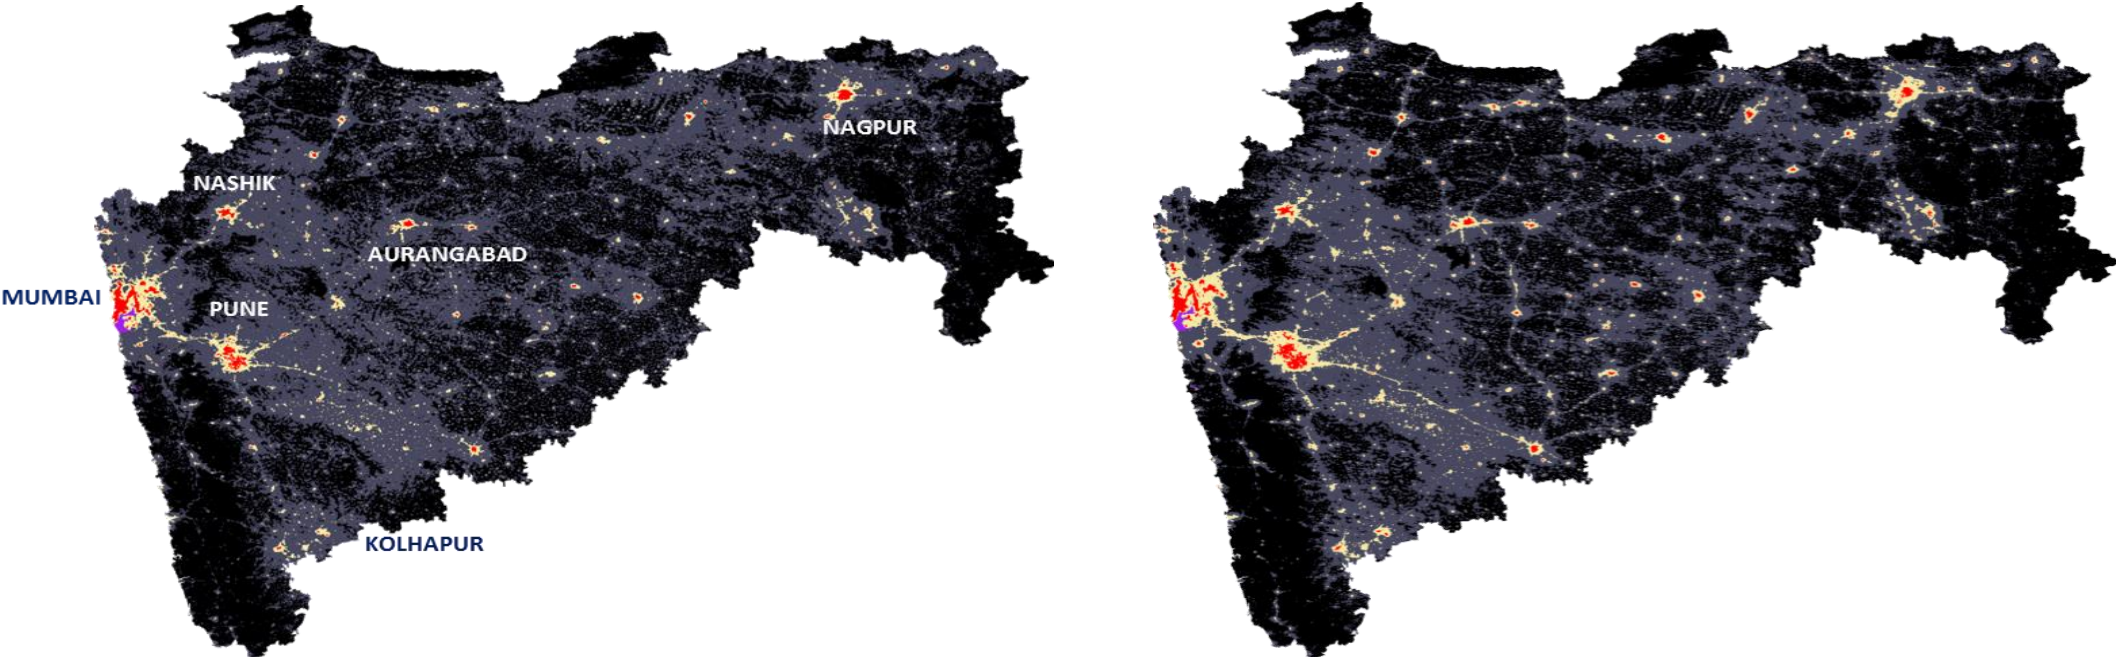 NAGPUR
NASHIK
AURANGABAD
MUMBAI
PUNE
KOLHAPUR